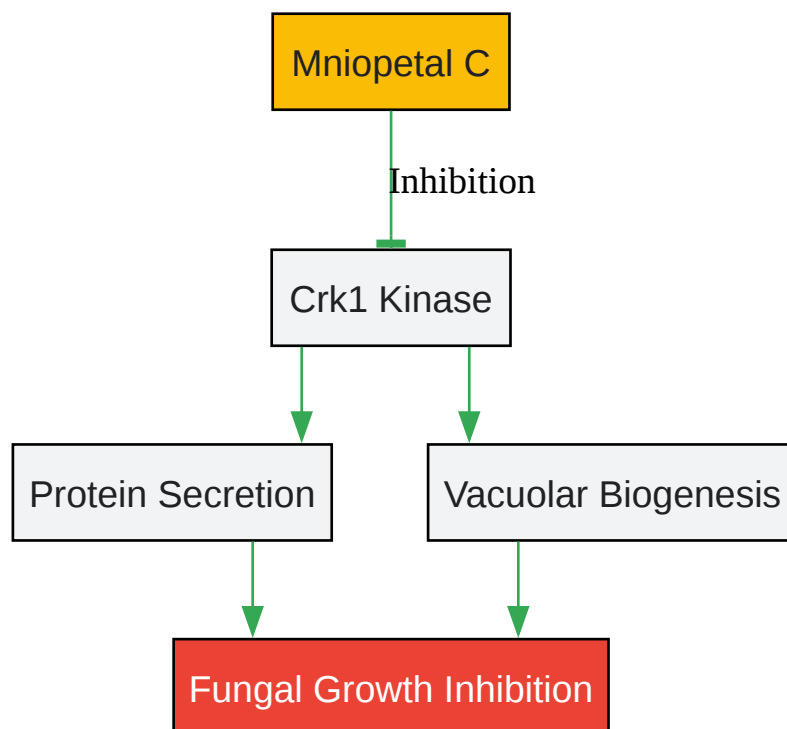 Mniopetal C
Inhibition
Crk1 Kinase
Protein Secretion
Vacuolar Biogenesis
Fungal Growth Inhibition